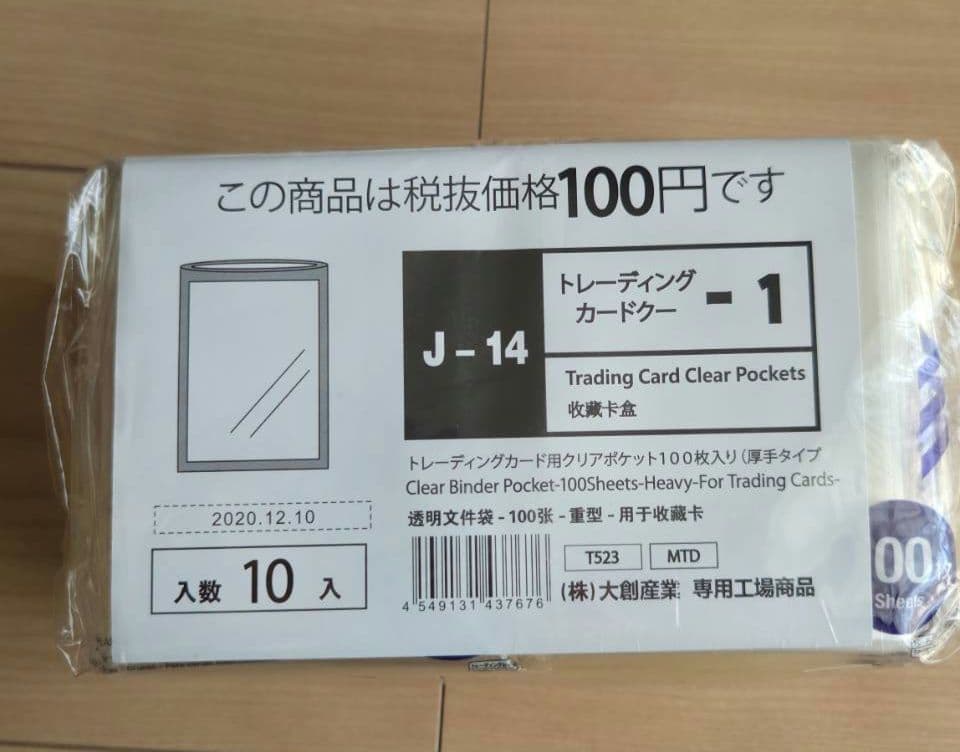 この商品は税抜価格100円です
J-14
トレーディング
カードクー
-1
Trading Card Clear Pockets
收藏卡盒
トレーディングカード用クリアポケット100枚入り（厚手タイプ
Clear Binder Pocket-100Sheets-Heavy-For Trading Cards-
透明文件袋-100张-重型-用于收藏卡
2020.12.10
入数 10 入
4 549131 437676
T523 MTD
(株)大創産業 専用工場商品
00
Sheets